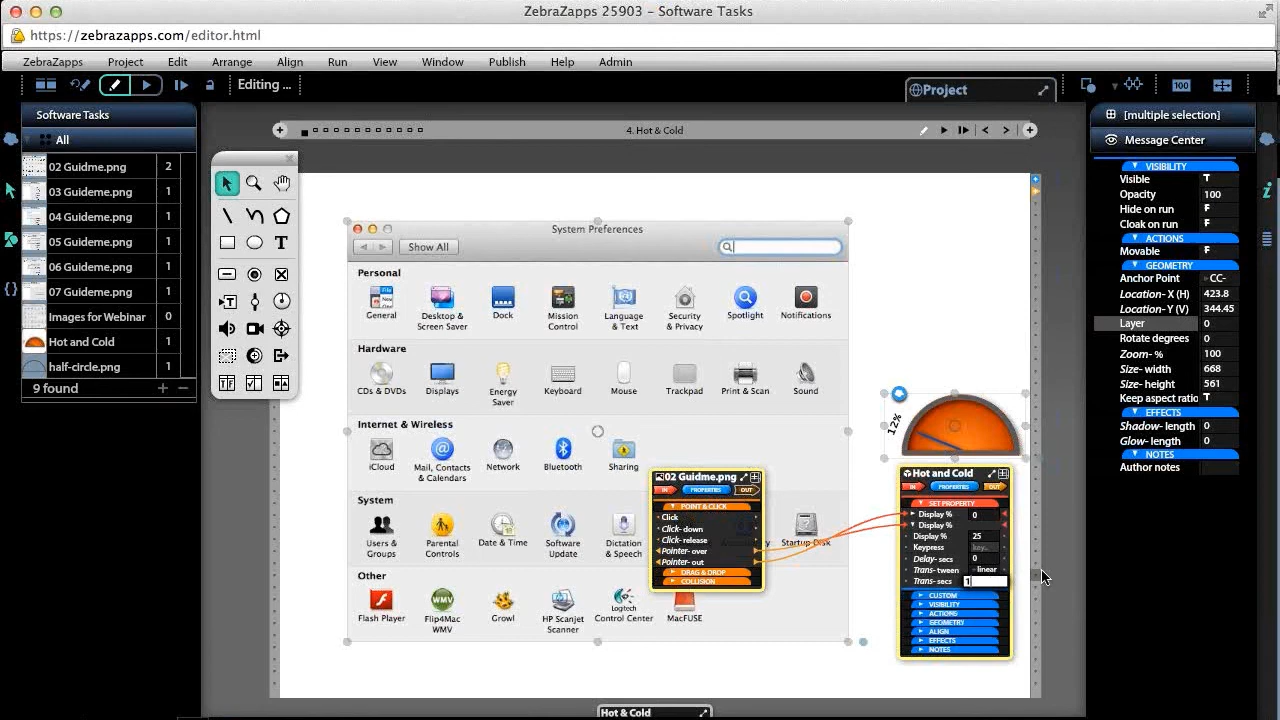 ZebraZapps 25903 – Software Tasks
https://zebrazapps.com/editor.html
ZebraZapps Project Edit Arrange Align Run View Window Publish Help Admin
Editing ...
Project
100
Software Tasks
All
02 Guidme.png 2
03 Guideme.png 1
04 Guideme.png 1
05 Guideme.png 1
06 Guideme.png 1
07 Guideme.png 1
Images for Webinar 0
Hot and Cold 1
half-circle.png 1
9 found
4. Hot & Cold
System Preferences
Show All
Personal
General
Desktop &
Screen Saver
Dock
Mission
Control
Language
& Text
Security
& Privacy
Spotlight
Notifications
Hardware
CDs & DVDs
Displays
Energy
Saver
Keyboard
Mouse
Trackpad
Print & Scan
Sound
Internet & Wireless
iCloud
Mail, Contacts
& Calendars
Network
Bluetooth
Sharing
System
Users &
Groups
Parental
Controls
Date & Time
Software
Update
Dictation
& Speech
Startup Disk
Other
Flash Player
Flip4Mac
WMV
Growl
HP Scanjet
Scanner
Logitech
Control Center
MacFUSE
02 Guidme.png
IN PROPERTIES OUT
POINT & CLICK
Click
Click- down
Click- release
Pointer- over
Pointer- out
DRAG & DROP
COLLISION
12%
Hot and Cold
IN PROPERTIES OUT
SET PROPERTY
Display % 0
Display %
Display % 25
Keypress key..
Delay- secs 0
Trans- tween linear
Trans- secs 1
CUSTOM
VISIBILITY
ACTIONS
GEOMETRY
ALIGN
EFFECTS
NOTES
Hot & Cold
[multiple selection]
Message Center
VISIBILITY
Visible T
Opacity 100
Hide on run F
Cloak on run F
ACTIONS
Movable F
GEOMETRY
Anchor Point CC-
Location- X (H) 423.8
Location- Y (V) 344.45
Layer 0
Rotate degrees 0
Zoom- % 100
Size- width 668
Size- height 561
Keep aspect ratio T
EFFECTS
Shadow- length 0
Glow- length 0
NOTES
Author notes